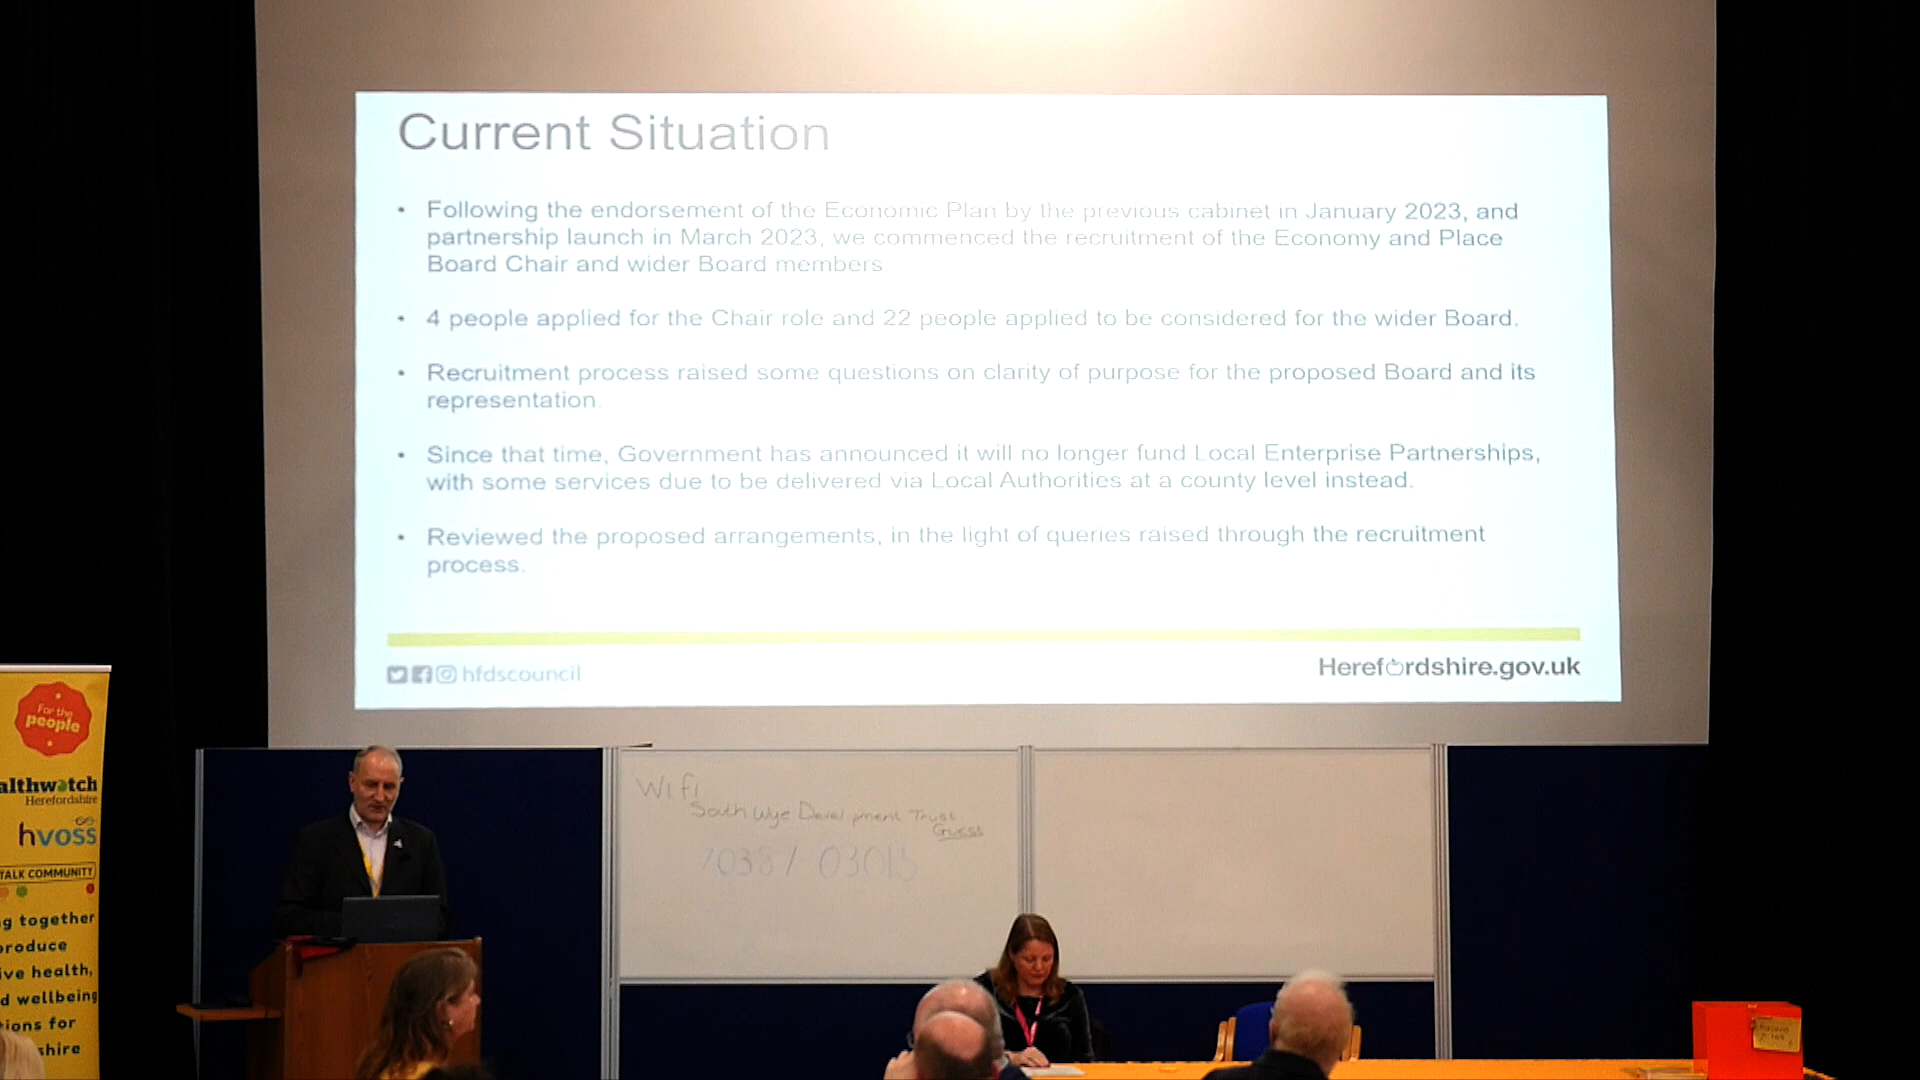 Current Situation
• Following the endorsement of the Economic Plan by the previous cabinet in January 2023, and
partnership launch in March 2023, we commenced the recruitment of the Economy and Place
Board Chair and wider Board members
• 4 people applied for the Chair role and 22 people applied to be considered for the wider Board.
• Recruitment process raised some questions on clarity of purpose for the proposed Board and its
representation.
• Since that time, Government has announced it will no longer fund Local Enterprise Partnerships,
with some services due to be delivered via Local Authorities at a county level instead.
• Reviewed the proposed arrangements, in the light of queries raised through the recruitment
process.
hfdscouncil
Herefordshire.gov.uk
For the
people
althwatch
Herefordshire
hvoss
TALK COMMUNITY
g together
produce
ive health,
d wellbeing
tions for
shire
Wifi
South Wye Devel pment Trust
Guest